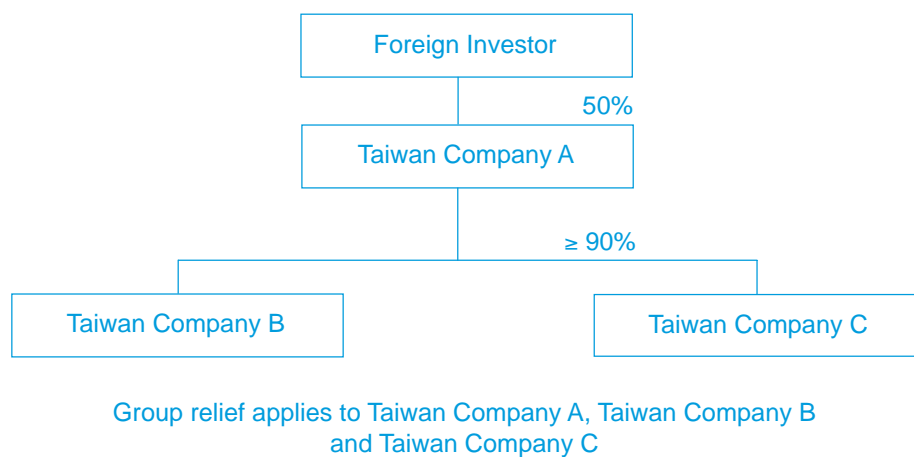 Foreign Investor
50%
Taiwan Company A
≥ 90%
Taiwan Company B
Taiwan Company C
Group relief applies to Taiwan Company A, Taiwan Company B
and Taiwan Company C